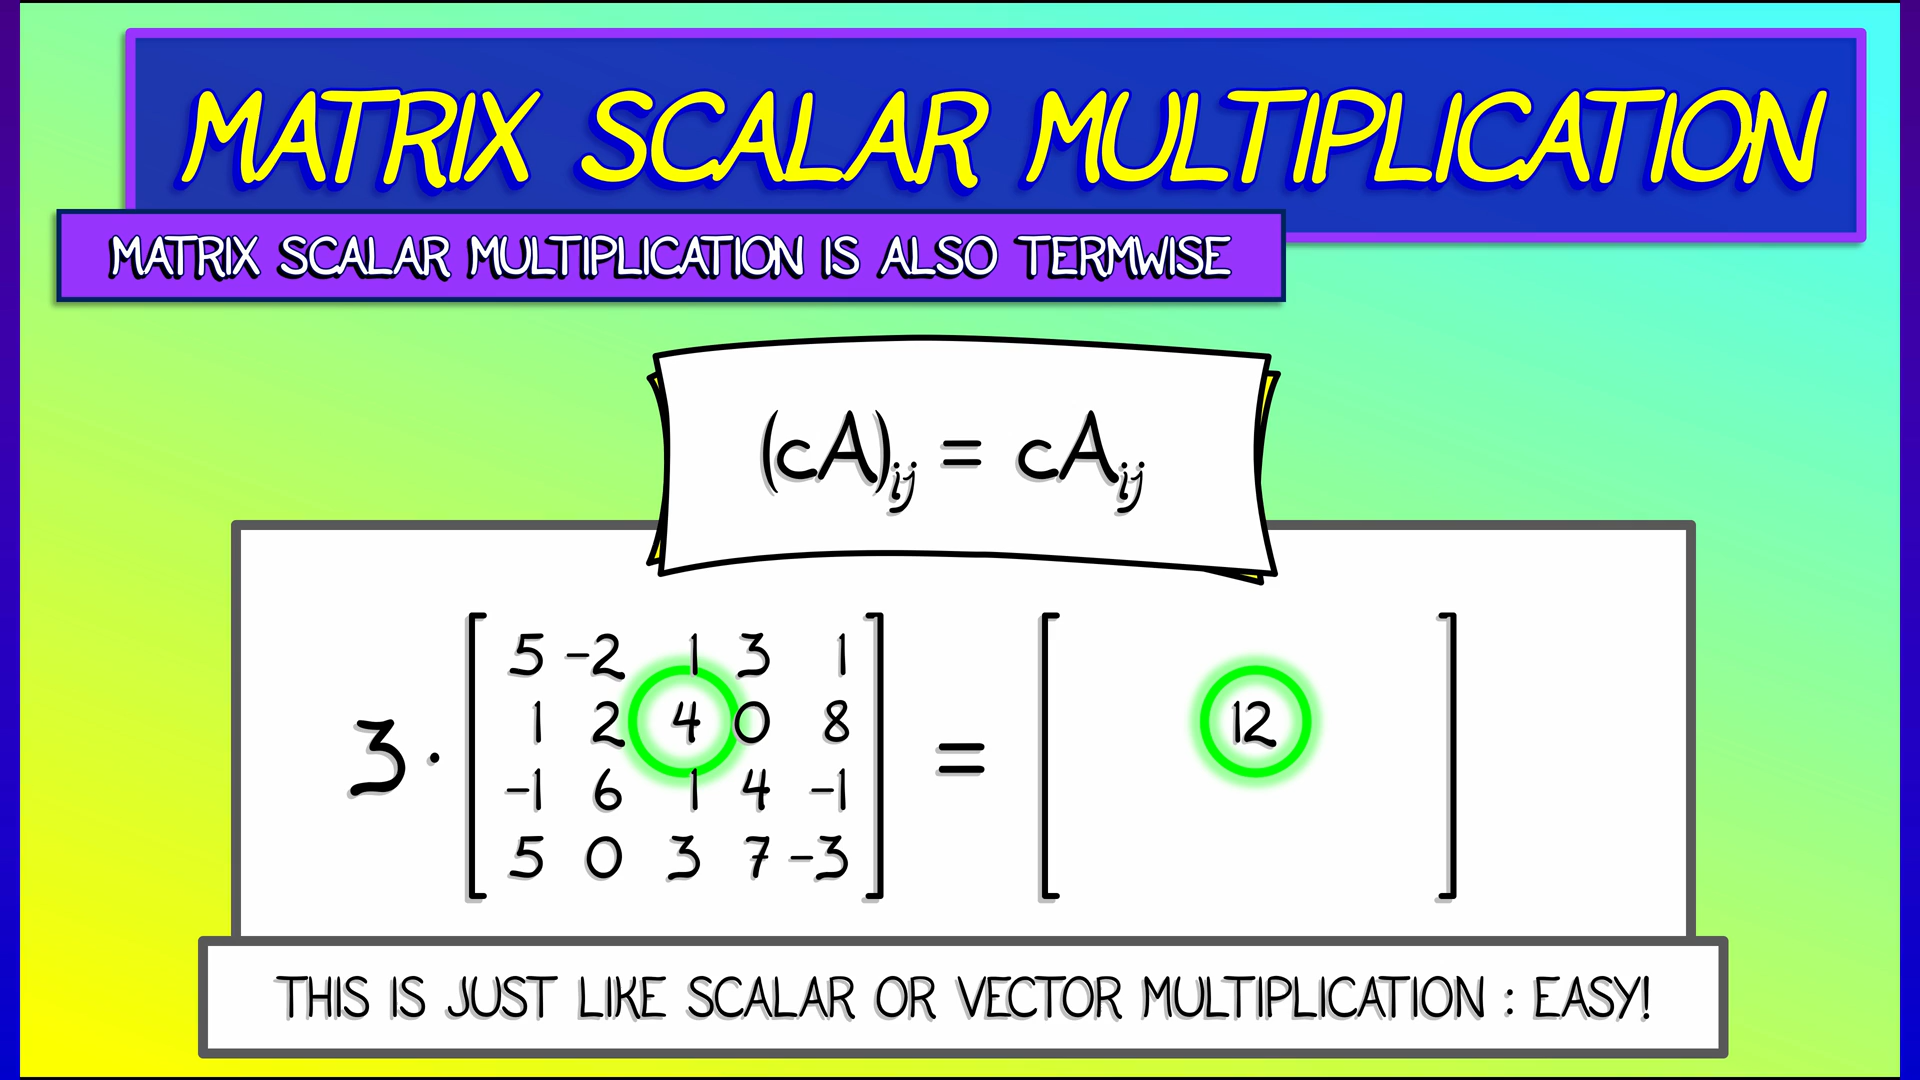 MATRIX SCALAR MULTIPLICATION
MATRIX SCALAR MULTIPLICATION IS ALSO TERMWISE
(cA)ij = cAij
5 -2 1 3 1
1 2 4 0 8
3 · = 12
-1 6 1 4 -1
5 0 3 7 -3
THIS IS JUST LIKE SCALAR OR VECTOR MULTIPLICATION : EASY!